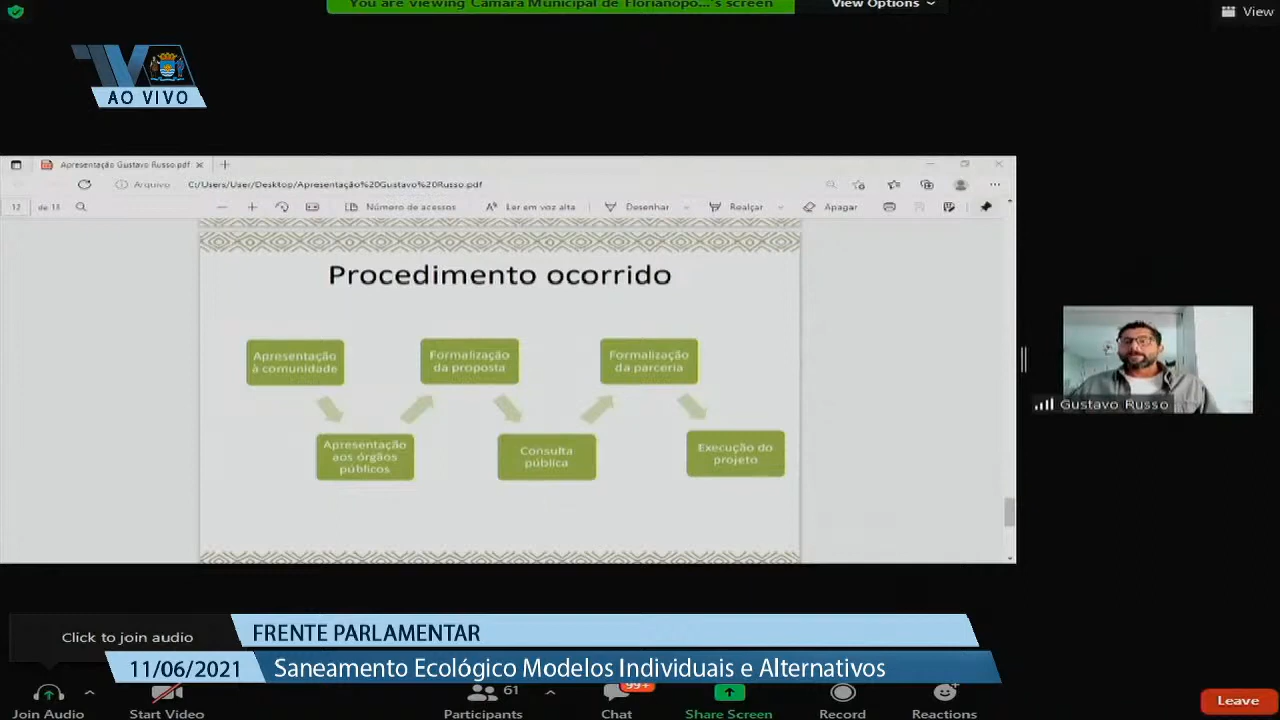 You are viewing Câmara Municipal de Florianópo...'s screen
View Options
View
AO VIVO
Apresentação Gustavo Russo.pdf
Arquivo
C:/Users/User/Desktop/Apresentação%20Gustavo%20Russo.pdf
12
de 13
Número de acessos
Ler em voz alta
Desenhar
Realçar
Apagar
Procedimento ocorrido
Apresentação
à comunidade
Apresentação
aos órgãos
públicos
Formalização
da proposta
Consulta
pública
Formalização
da parceria
Execução do
projeto
Gustavo Russo
Click to join audio
FRENTE PARLAMENTAR
11/06/2021
Saneamento Ecológico Modelos Individuais e Alternativos
61
99+
Join Audio
Start Video
Participants
Chat
Share Screen
Record
Reactions
Leave